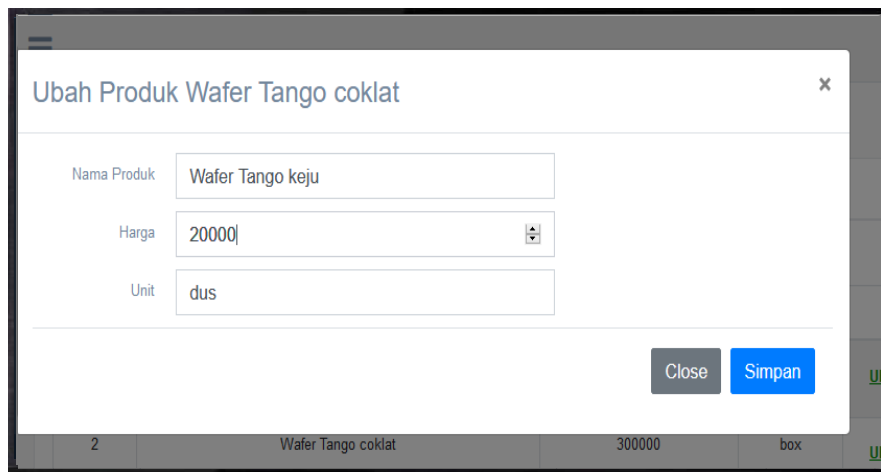 Ubah Produk Wafer Tango coklat ×
Nama Produk Wafer Tango keju
Harga 20000
Unit dus
Close Simpan
2 Wafer Tango coklat 300000 box